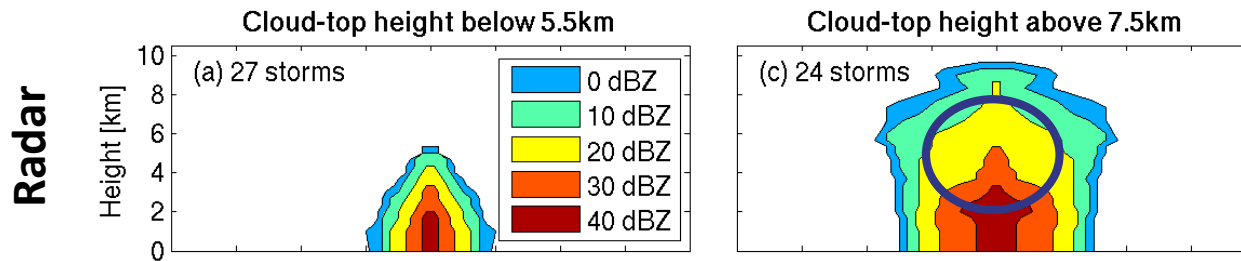 Cloud-top height below 5.5km
Cloud-top height above 7.5km
Radar
Height [km]
10
8
6
4
2
0
(a) 27 storms
0 dBZ
10 dBZ
20 dBZ
30 dBZ
40 dBZ
(c) 24 storms